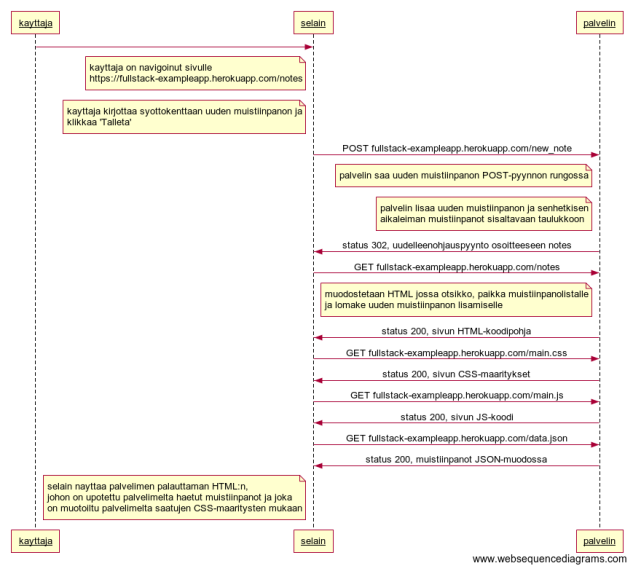 kayttaja
selain
palvelin
kayttaja on navigoinut sivulle
https://fullstack-exampleapp.herokuapp.com/notes
kayttaja kirjottaa syottokenttaan uuden muistiinpanon ja
klikkaa 'Talleta'
POST fullstack-exampleapp.herokuapp.com/new_note
palvelin saa uuden muistiinpanon POST-pyynnon rungossa
palvelin lisaa uuden muistiinpanon ja senhetkisen
aikaleiman muistiinpanot sisaltavaan taulukkoon
status 302, uudelleenohjauspyynto osoitteeseen notes
GET fullstack-exampleapp.herokuapp.com/notes
muodostetaan HTML jossa otsikko, paikka muistiinpanolistalle
ja lomake uuden muistiinpanon lisamiselle
status 200, sivun HTML-koodipohja
GET fullstack-exampleapp.herokuapp.com/main.css
status 200, sivun CSS-maaritykset
GET fullstack-exampleapp.herokuapp.com/main.js
status 200, sivun JS-koodi
GET fullstack-exampleapp.herokuapp.com/data.json
status 200, muistiinpanot JSON-muodossa
selain nayttaa palvelimen palauttaman HTML:n,
johon on upotettu palvelimelta haetut muistiinpanot ja joka
on muotoiltu palvelimelta saatujen CSS-maaritysten mukaan
kayttaja
selain
palvelin
www.websequencediagrams.com